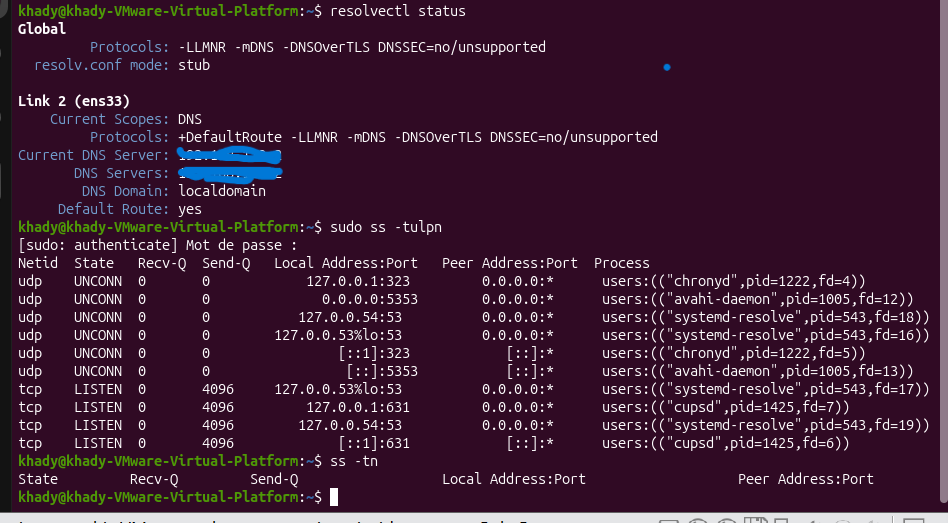 khady@khady-VMware-Virtual-Platform:~$ resolvectl status
Global
Protocols: -LLMNR -mDNS -DNSOverTLS DNSSEC=no/unsupported
resolv.conf mode: stub
Link 2 (ens33)
Current Scopes: DNS
Protocols: +DefaultRoute -LLMNR -mDNS -DNSOverTLS DNSSEC=no/unsupported
Current DNS Server:
DNS Servers:
DNS Domain: localdomain
Default Route: yes
khady@khady-VMware-Virtual-Platform:~$ sudo ss -tulpn
[sudo: authenticate] Mot de passe :
Netid State Recv-Q Send-Q Local Address:Port Peer Address:Port Process
udp UNCONN 0 0 127.0.0.1:323 0.0.0.0:* users:(("chronyd",pid=1222,fd=4))
udp UNCONN 0 0 0.0.0.0:5353 0.0.0.0:* users:(("avahi-daemon",pid=1005,fd=12))
udp UNCONN 0 0 127.0.0.54:53 0.0.0.0:* users:(("systemd-resolve",pid=543,fd=18))
udp UNCONN 0 0 127.0.0.53%lo:53 0.0.0.0:* users:(("systemd-resolve",pid=543,fd=16))
udp UNCONN 0 0 [::1]:323 [::]:* users:(("chronyd",pid=1222,fd=5))
udp UNCONN 0 0 [::]:5353 [::]:* users:(("avahi-daemon",pid=1005,fd=13))
tcp LISTEN 0 4096 127.0.0.53%lo:53 0.0.0.0:* users:(("systemd-resolve",pid=543,fd=17))
tcp LISTEN 0 4096 127.0.0.1:631 0.0.0.0:* users:(("cupsd",pid=1425,fd=7))
tcp LISTEN 0 4096 127.0.0.54:53 0.0.0.0:* users:(("systemd-resolve",pid=543,fd=19))
tcp LISTEN 0 4096 [::1]:631 [::]:* users:(("cupsd",pid=1425,fd=6))
khady@khady-VMware-Virtual-Platform:~$ ss -tn
State Recv-Q Send-Q Local Address:Port Peer Address:Port
khady@khady-VMware-Virtual-Platform:~$